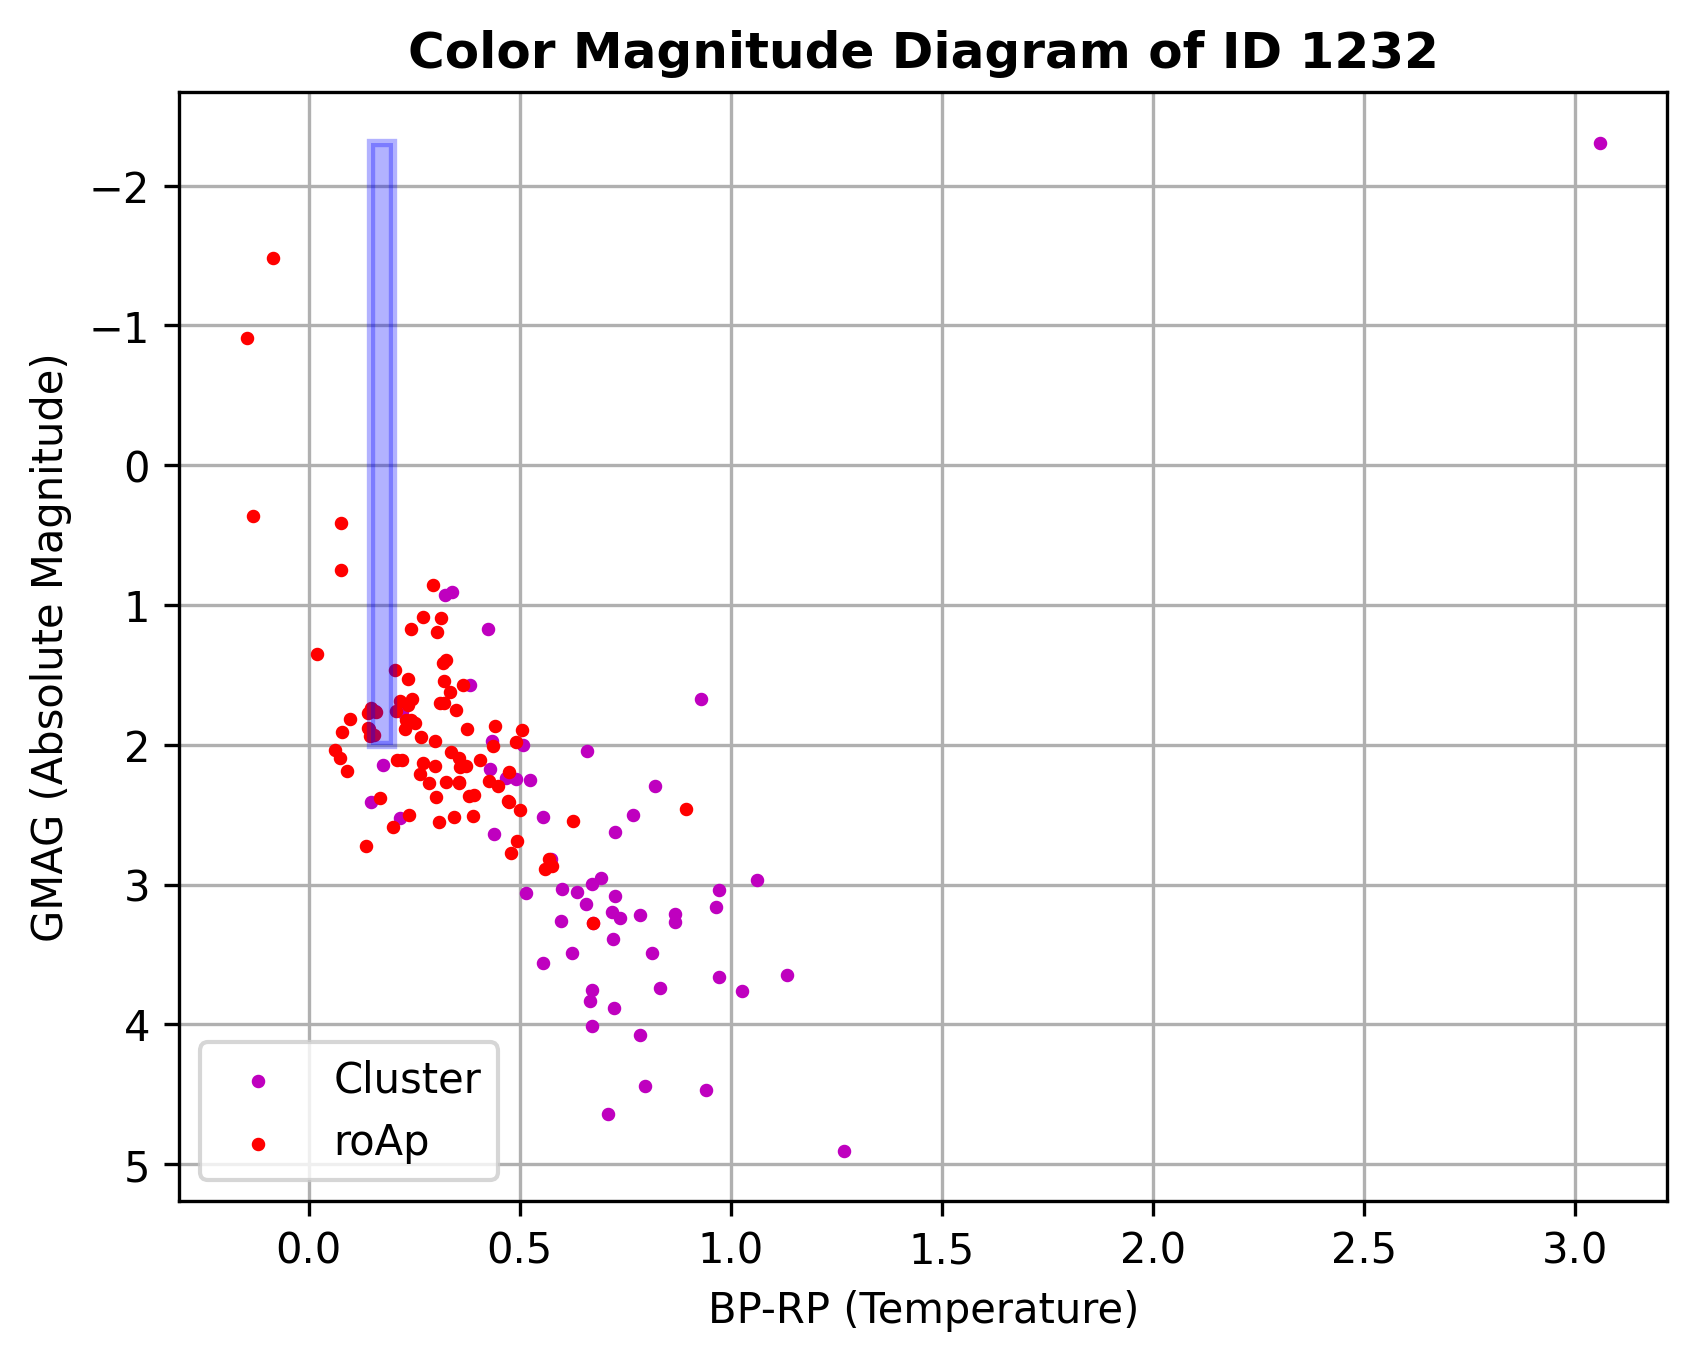 Color Magnitude Diagram of ID 1232
GMAG (Absolute Magnitude)
−2
−1
0
1
2
3
4
5
Cluster
roAp
0.0 0.5 1.0 1.5 2.0 2.5 3.0
BP-RP (Temperature)